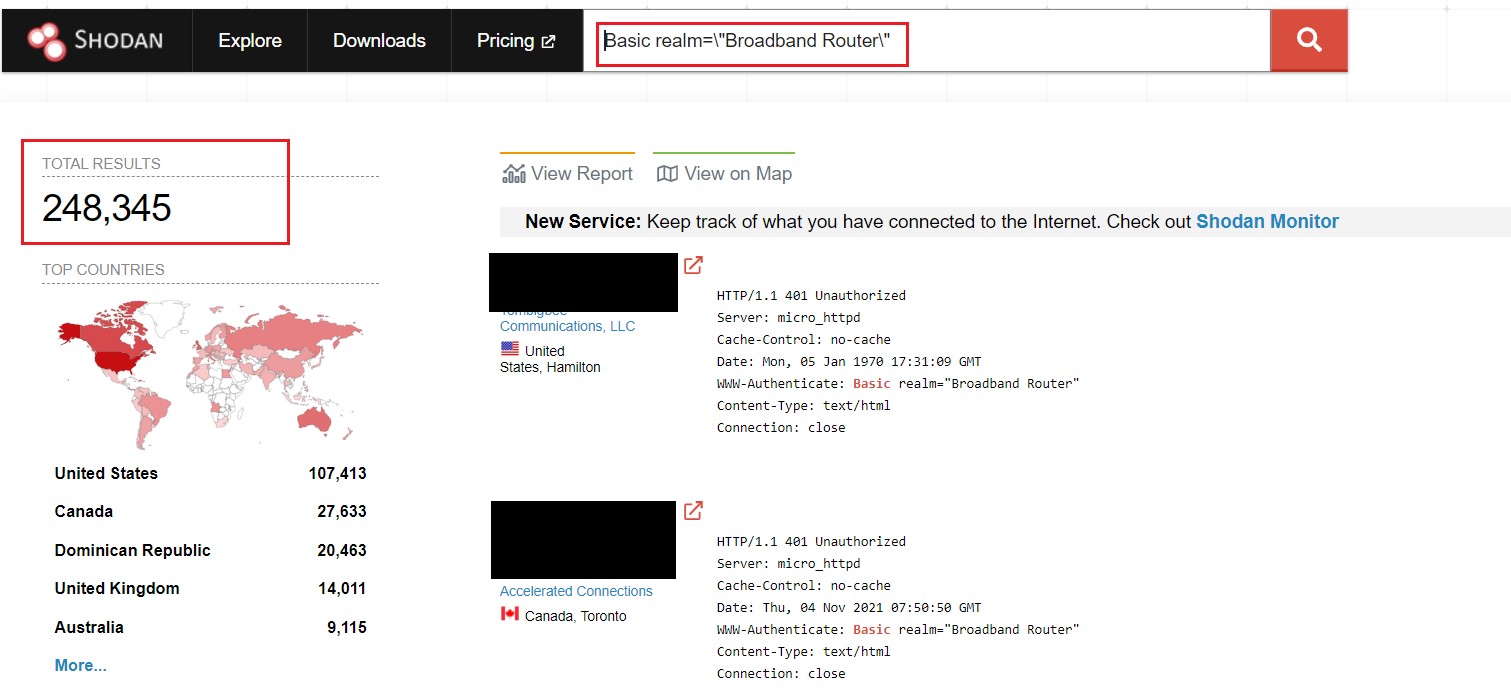 SHODAN Explore Downloads Pricing Basic realm=\"Broadband Router\"
TOTAL RESULTS
248,345
TOP COUNTRIES
United States 107,413
Canada 27,633
Dominican Republic 20,463
United Kingdom 14,011
Australia 9,115
More...
View Report View on Map
New Service: Keep track of what you have connected to the Internet. Check out Shodan Monitor
Tombigbee
Communications, LLC
United
States, Hamilton
HTTP/1.1 401 Unauthorized
Server: micro_httpd
Cache-Control: no-cache
Date: Mon, 05 Jan 1970 17:31:09 GMT
WWW-Authenticate: Basic realm="Broadband Router"
Content-Type: text/html
Connection: close
Accelerated Connections
Canada, Toronto
HTTP/1.1 401 Unauthorized
Server: micro_httpd
Cache-Control: no-cache
Date: Thu, 04 Nov 2021 07:50:50 GMT
WWW-Authenticate: Basic realm="Broadband Router"
Content-Type: text/html
Connection: close